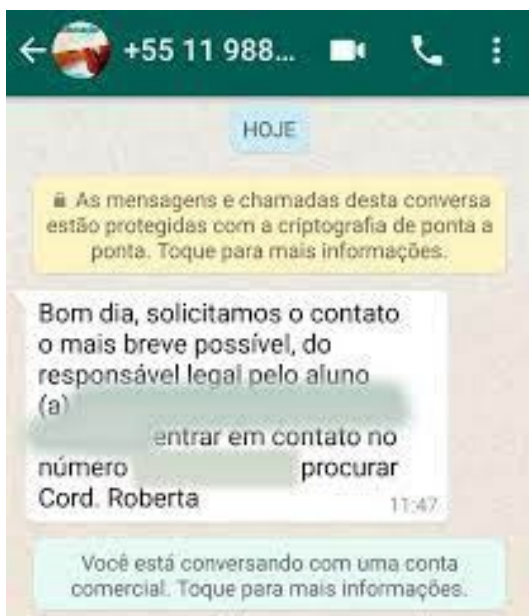 +55 11 988...
HOJE
As mensagens e chamadas desta conversa
estão protegidas com a criptografia de ponta a
ponta. Toque para mais informações.
Bom dia, solicitamos o contato
o mais breve possível, do
responsável legal pelo aluno
(a)
entrar em contato no
número procurar
Cord. Roberta
11:47
Você está conversando com uma conta
comercial. Toque para mais informações.